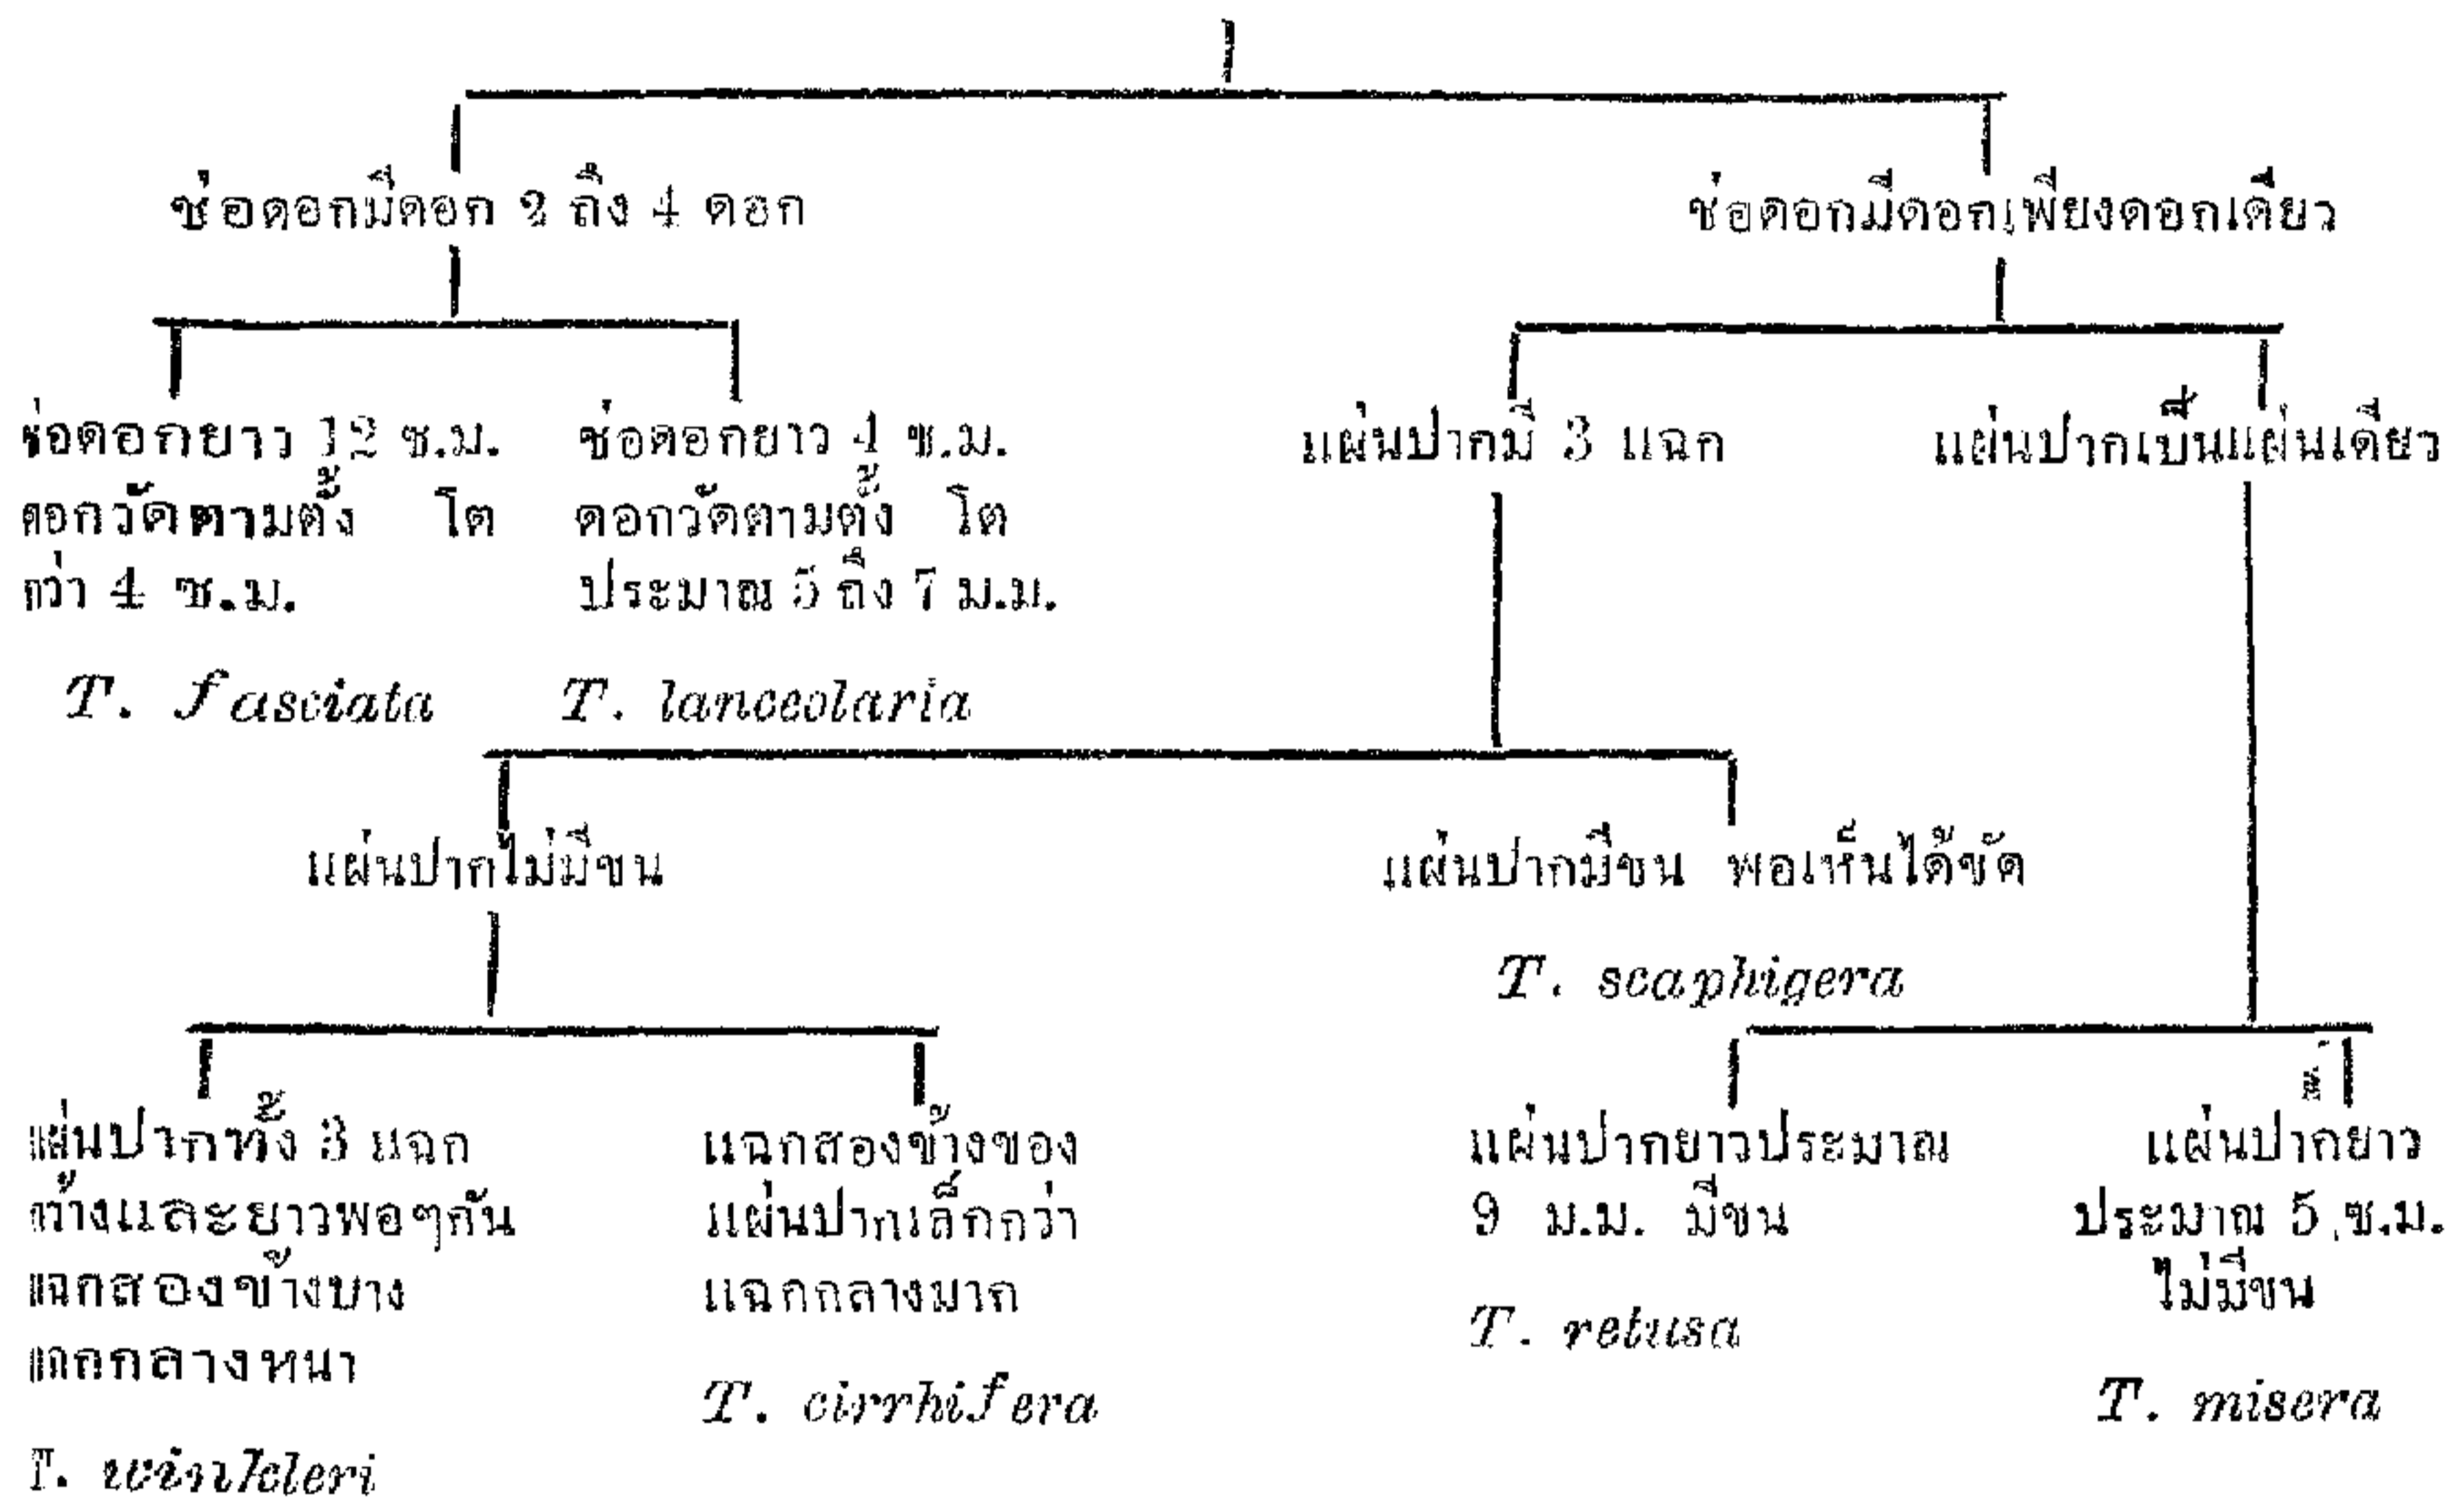 ช่อดอกมีดอก 2 ถึง 4 ดอก
ช่อดอกมีดอกเพียงดอกเดียว
ช่อดอกยาว 12 ซ.ม.
ดอกวัดตามตั้ง โต
กว่า 4 ซ.ม.
T. fasciata
ช่อดอกยาว 4 ซ.ม.
ดอกวัดตามตั้ง โต
ประมาณ 5 ถึง 7 ม.ม.
T. lanceolaria
แผ่นปากมี 3 แฉก
แผ่นปากเป็นแผ่นเดียว
แผ่นปากไม่มีขน
แผ่นปากมีขน พอเห็นได้ชัด
T. scaphigera
แผ่นปากทั้ง 3 แฉก
กว้างและยาวพอๆกัน
แฉกสองข้างบาง
แฉกกลางหนา
T. winkleri
แฉกสองข้างของ
แผ่นปากเล็กกว่า
แฉกกลางมาก
T. cirrhifera
แผ่นปากยาวประมาณ
9 ม.ม. มีขน
T. retusa
แผ่นปากยาว
ประมาณ 5 ซ.ม.
ไม่มีขน
T. misera